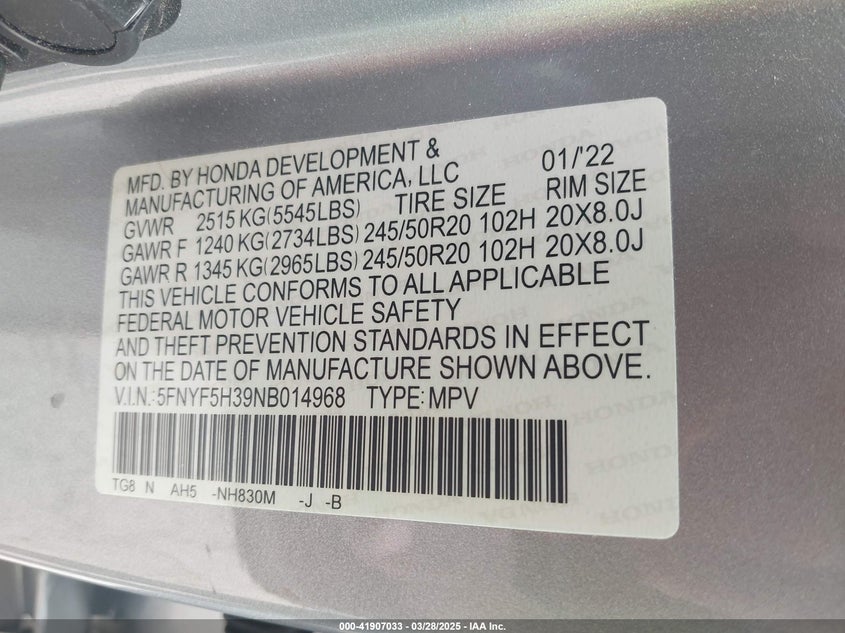 MFD. BY HONDA DEVELOPMENT & 01/'22
MANUFACTURING OF AMERICA, LLC
GVWR 2515 KG(5545LBS) TIRE SIZE RIM SIZE
GAWR F 1240 KG(2734LBS) 245/50R20 102H 20X8.0J
GAWR R 1345 KG(2965LBS) 245/50R20 102H 20X8.0J
THIS VEHICLE CONFORMS TO ALL APPLICABLE
FEDERAL MOTOR VEHICLE SAFETY
AND THEFT PREVENTION STANDARDS IN EFFECT
ON THE DATE OF MANUFACTURE SHOWN ABOVE.
V.I.N.:5FNYF5H39NB014968 TYPE:MPV
TG8 N AH5 -NH830M -J -B
000-41907033 — 03/28/2025 — IAA Inc.